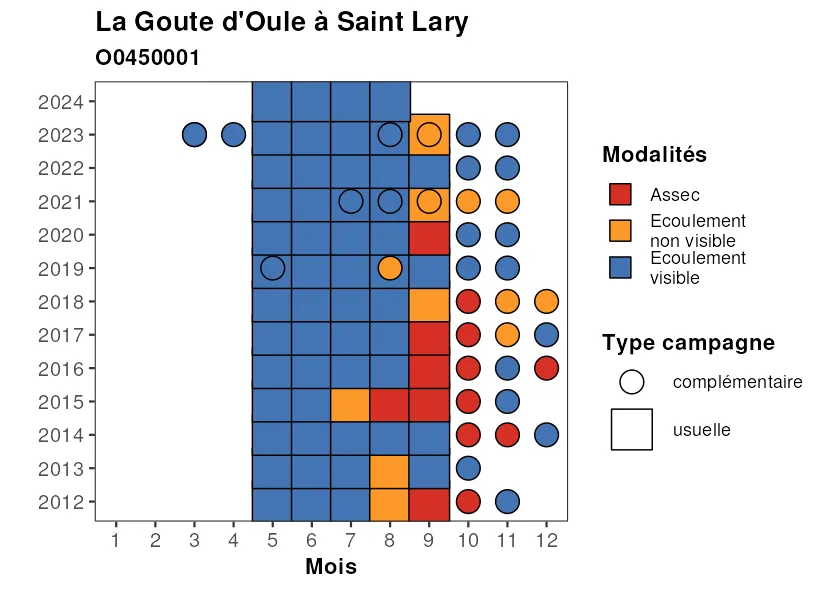 La Goute d'Oule à Saint Lary
O0450001
2024
2023
2022
2021
2020
2019
2018
2017
2016
2015
2014
2013
2012
1 2 3 4 5 6 7 8 9 10 11 12
Mois
Modalités
Assec
Ecoulement
non visible
Ecoulement
visible
Type campagne
complémentaire
usuelle